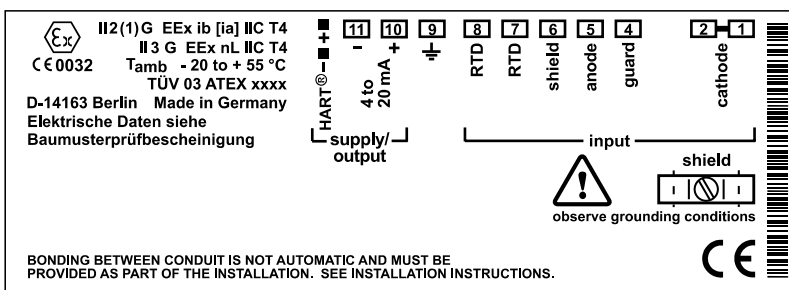 Ex II 2(1) G EEx ib [ia] IIC T4
II 3 G EEx nL IIC T4
CE 0032 Tamb - 20 to + 55 °C
TÜV 03 ATEX xxxx
D-14163 Berlin Made in Germany
Elektrische Daten siehe
Baumusterprüfbescheinigung
HART® - +
11 10 9 8 7 6 5 4 2 1
- +
4 to 20 mA
RTD
RTD
shield
anode
guard
cathode
supply/
output
input
shield
!
observe grounding conditions
BONDING BETWEEN CONDUIT IS NOT AUTOMATIC AND MUST BE
PROVIDED AS PART OF THE INSTALLATION. SEE INSTALLATION INSTRUCTIONS.
CE